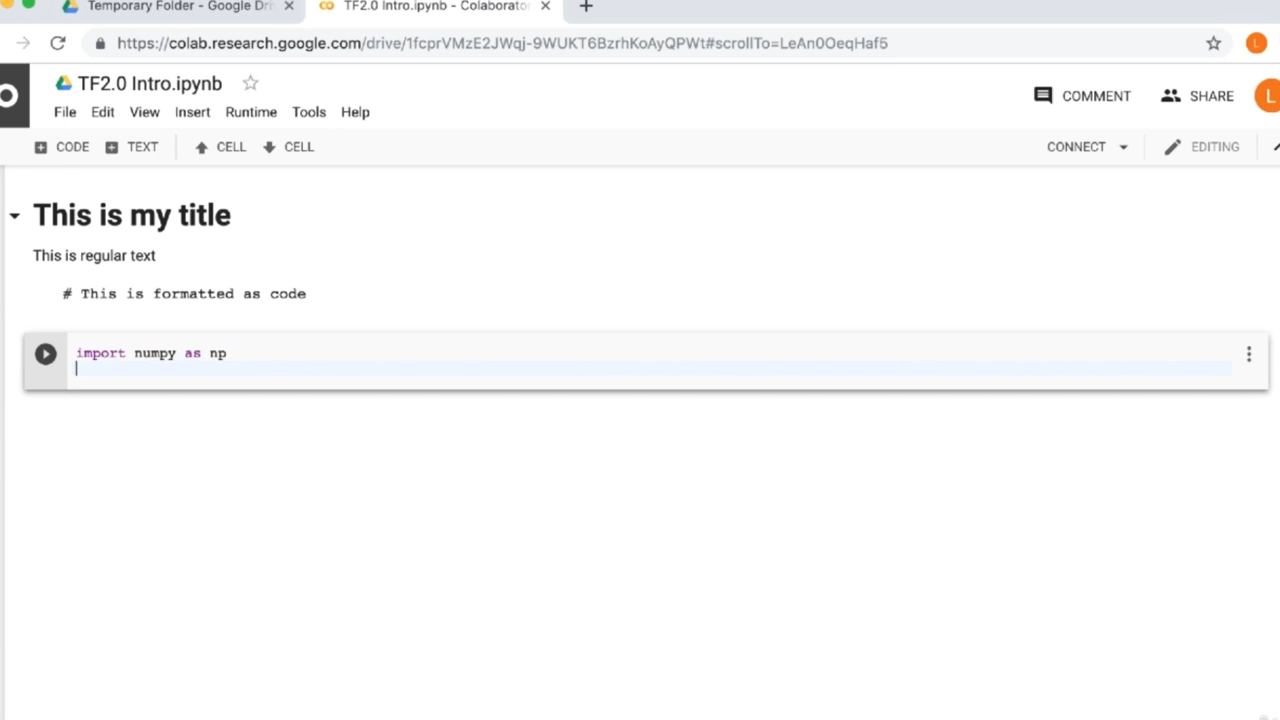 Temporary Folder - Google Dri
TF2.0 Intro.ipynb - Colaborato
https://colab.research.google.com/drive/1fcprVMzE2JWqj-9WUKT6BzrhKoAyQPWt#scrollTo=LeAn0OeqHaf5
L
TF2.0 Intro.ipynb
COMMENT
SHARE
L
File Edit View Insert Runtime Tools Help
CODE TEXT CELL CELL CONNECT EDITING
This is my title
This is regular text
# This is formatted as code
import numpy as np